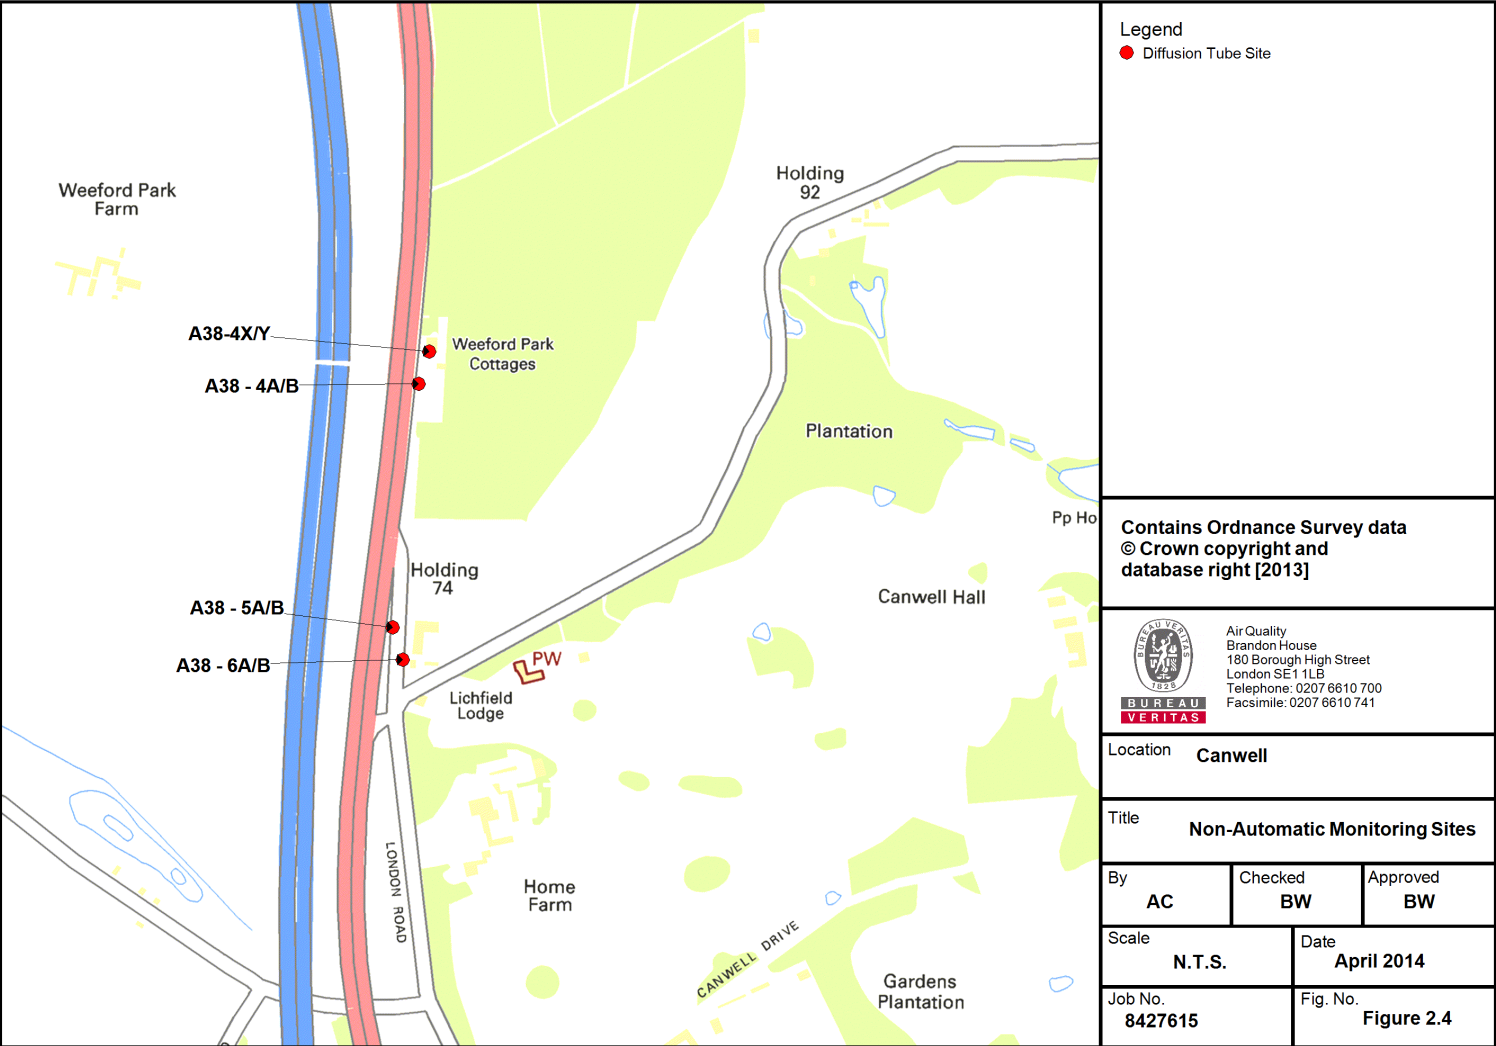 Weeford Park
Farm
Holding
92
A38-4X/Y
Weeford Park
Cottages
A38 - 4A/B
Plantation
Pp Ho
Holding
74
Canwell Hall
A38 - 5A/B
A38 - 6A/B
PW
Lichfield
Lodge
LONDON ROAD
Home
Farm
CANWELL DRIVE
Gardens
Plantation
Legend
Diffusion Tube Site
Contains Ordnance Survey data
© Crown copyright and
database right [2013]
BUREAU VERITAS
1828
BUREAU
VERITAS
Air Quality
Brandon House
180 Borough High Street
London SE1 1LB
Telephone: 0207 6610 700
Facsimile: 0207 6610 741
Location Canwell
Title Non-Automatic Monitoring Sites
By AC
Checked BW
Approved BW
Scale N.T.S.
Date April 2014
Job No. 8427615
Fig. No. Figure 2.4